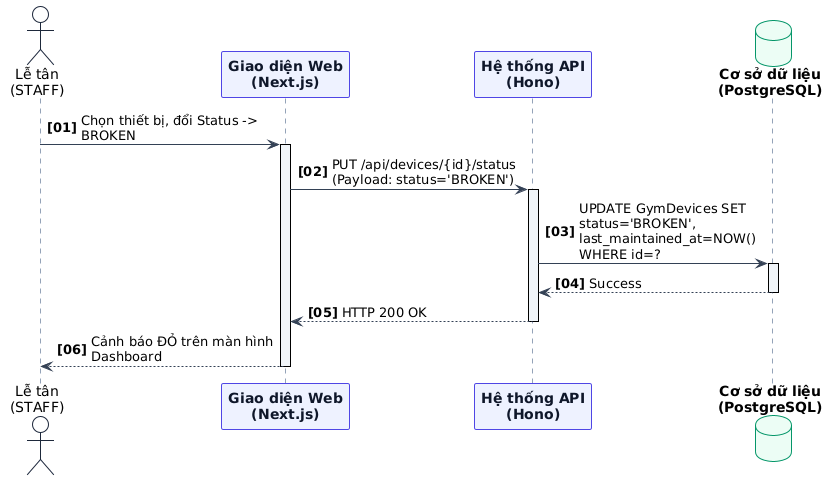 Lễ tân
(STAFF)
Giao diện Web
(Next.js)
Hệ thống API
(Hono)
Cơ sở dữ liệu
(PostgreSQL)
[01] Chọn thiết bị, đổi Status ->
BROKEN
[02] PUT /api/devices/{id}/status
(Payload: status='BROKEN')
[03] UPDATE GymDevices SET
status='BROKEN',
last_maintained_at=NOW()
WHERE id=?
[04] Success
[05] HTTP 200 OK
[06] Cảnh báo ĐỎ trên màn hình
Dashboard
Lễ tân
(STAFF)
Giao diện Web
(Next.js)
Hệ thống API
(Hono)
Cơ sở dữ liệu
(PostgreSQL)